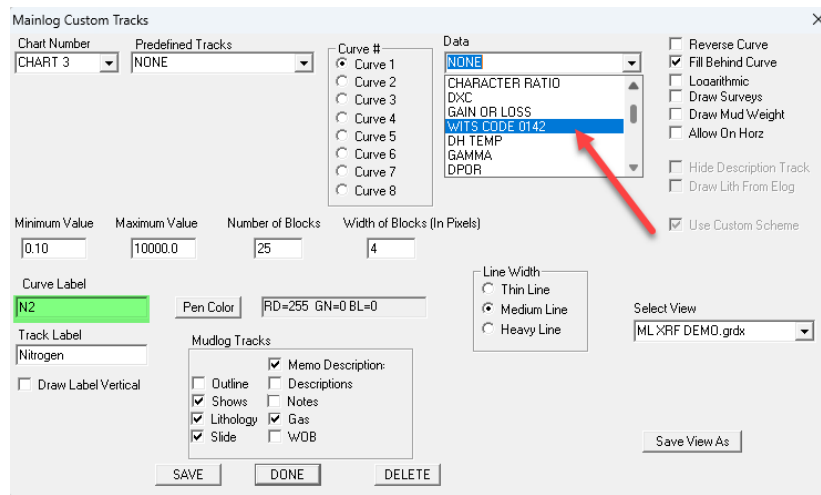 Mainlog Custom Tracks
Chart Number
CHART 3
Predefined Tracks
NONE
Curve #
Curve 1
Curve 2
Curve 3
Curve 4
Curve 5
Curve 6
Curve 7
Curve 8
Data
NONE
CHARACTER RATIO
DXC
GAIN OR LOSS
WITS CODE 0142
DH TEMP
GAMMA
DPOR
Reverse Curve
Fill Behind Curve
Logarithmic
Draw Surveys
Draw Mud Weight
Allow On Horz
Hide Description Track
Draw Lith From Elog
Use Custom Scheme
Minimum Value
0.10
Maximum Value
10000.0
Number of Blocks
25
Width of Blocks (In Pixels)
4
Curve Label
N2
Pen Color
RD=255 GN=0 BL=0
Track Label
Nitrogen
Draw Label Vertical
Mudlog Tracks
Memo Description:
Outline
Descriptions
Shows
Notes
Lithology
Gas
Slide
WOB
Line Width
Thin Line
Medium Line
Heavy Line
Select View
ML XRF DEMO.grdx
Save View As
SAVE
DONE
DELETE